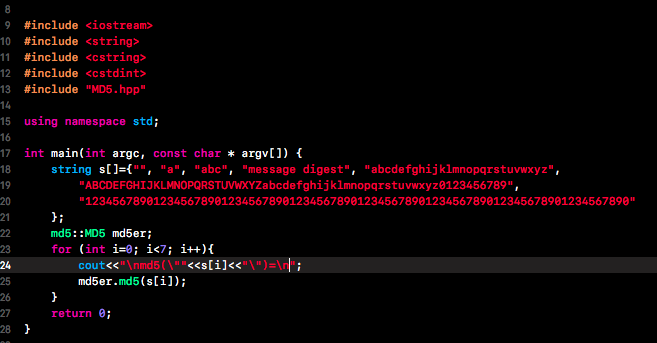 8
9 #include <iostream>
10 #include <string>
11 #include <cstring>
12 #include <cstdint>
13 #include "MD5.hpp"
14
15 using namespace std;
16
17 int main(int argc, const char * argv[]) {
18     string s[]={"", "a", "abc", "message digest", "abcdefghijklmnopqrstuvwxyz",
19         "ABCDEFGHIJKLMNOPQRSTUVWXYZabcdefghijklmnopqrstuvwxyz0123456789",
20         "12345678901234567890123456789012345678901234567890123456789012345678901234567890"
21     };
22     md5::MD5 md5er;
23     for (int i=0; i<7; i++){
24         cout<<"\nmd5(\""<<s[i]<<"\")=\n";
25         md5er.md5(s[i]);
26     }
27     return 0;
28 }